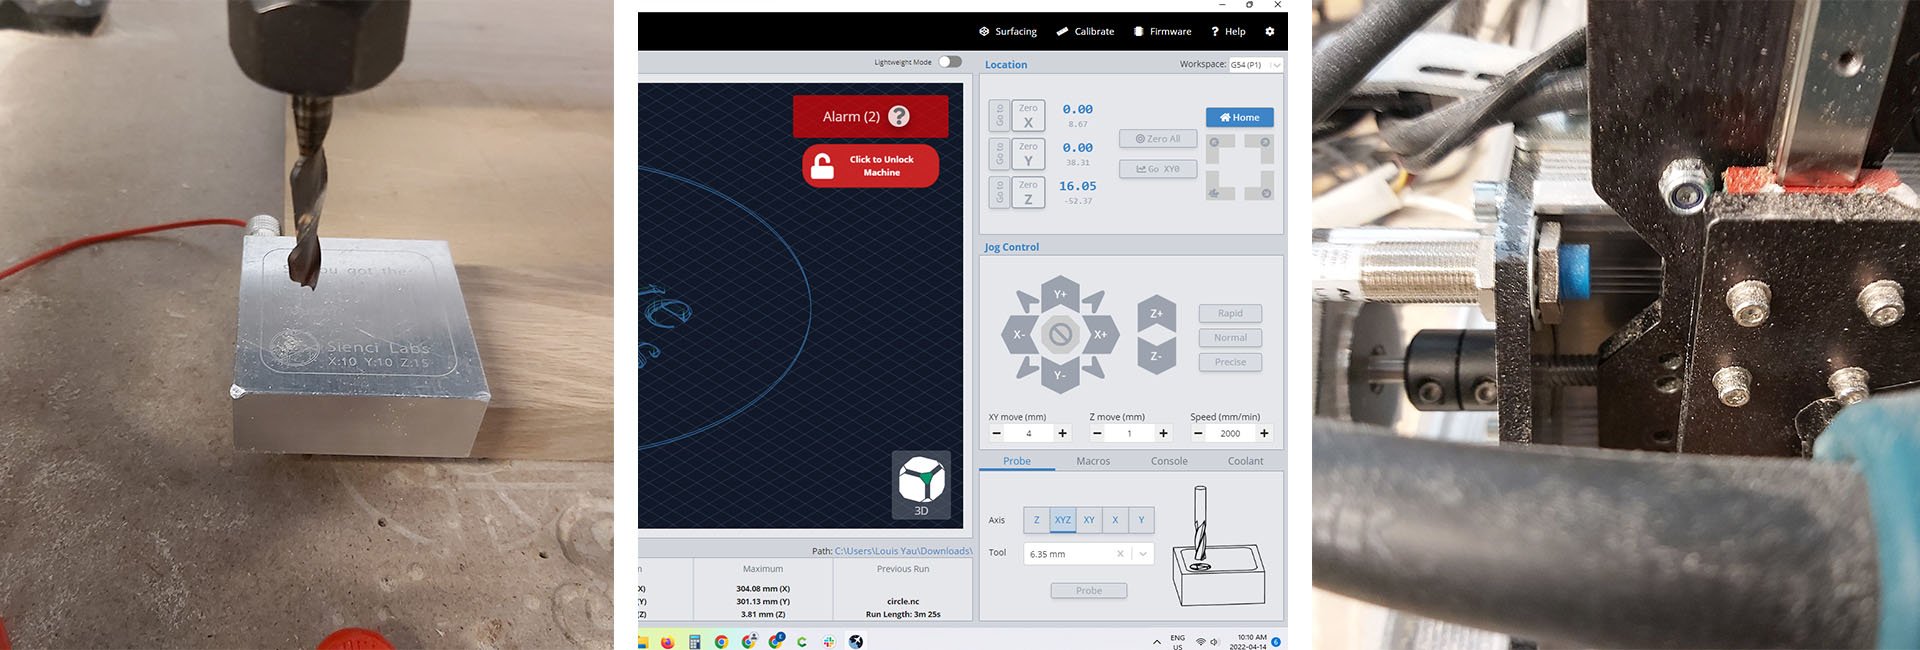 you got the
Sienci Labs
X:10 Y:10 Z:15
Surfacing
Calibrate
Firmware
? Help
Lightweight Mode
Alarm (2) ?
Click to Unlock
Machine
3D
Path: C:\Users\Louis Yau\Downloads\
Maximum
Previous Run
X)
304.08 mm (X)
(Y)
301.13 mm (Y)
circle.nc
(Z)
3.81 mm (Z)
Run Length: 3m 25s
Location
Workspace: G54 (P1)
Go to
Zero
X
0.00
8.67
Home
Go to
Zero
Y
0.00
38.31
Zero All
Go XY0
Go to
Zero
Z
16.05
-52.37
Jog Control
Y+
X-
X+
Y-
Z+
Z-
Rapid
Normal
Precise
XY move (mm)
Z move (mm)
Speed (mm/min)
− 4 +
− 1 +
− 2000 +
Probe
Macros
Console
Coolant
Axis
Z
XYZ
XY
X
Y
Tool
6.35 mm
Probe
ENG
US
10:10 AM
2022-04-14
6